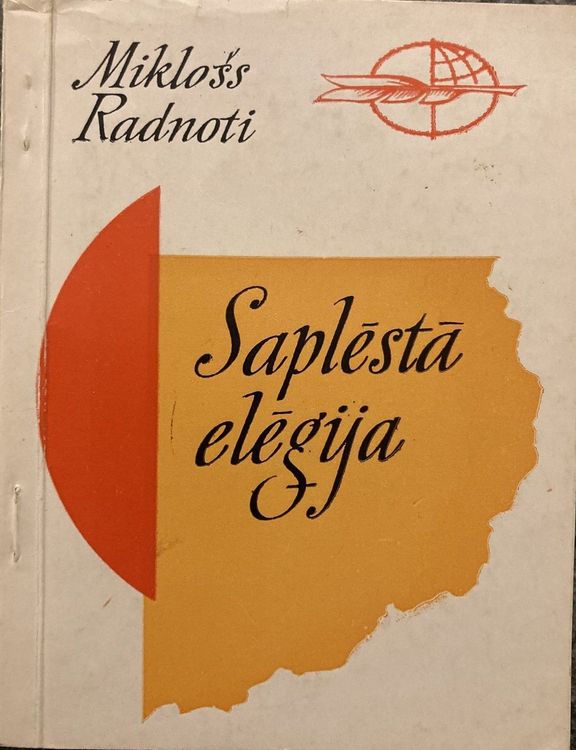 Miklošs
Radnoti
Saplēstā
elēģija